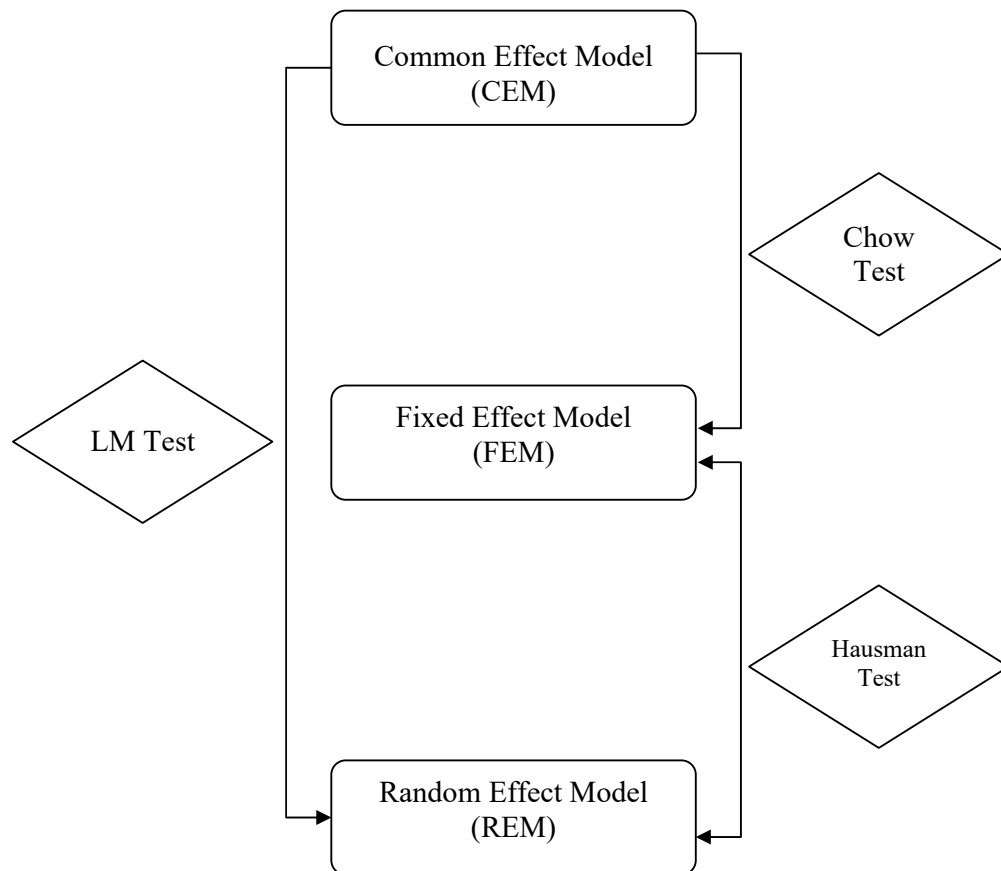 Common Effect Model
(CEM)
Chow
Test
Fixed Effect Model
(FEM)
LM Test
Hausman
Test
Random Effect Model
(REM)